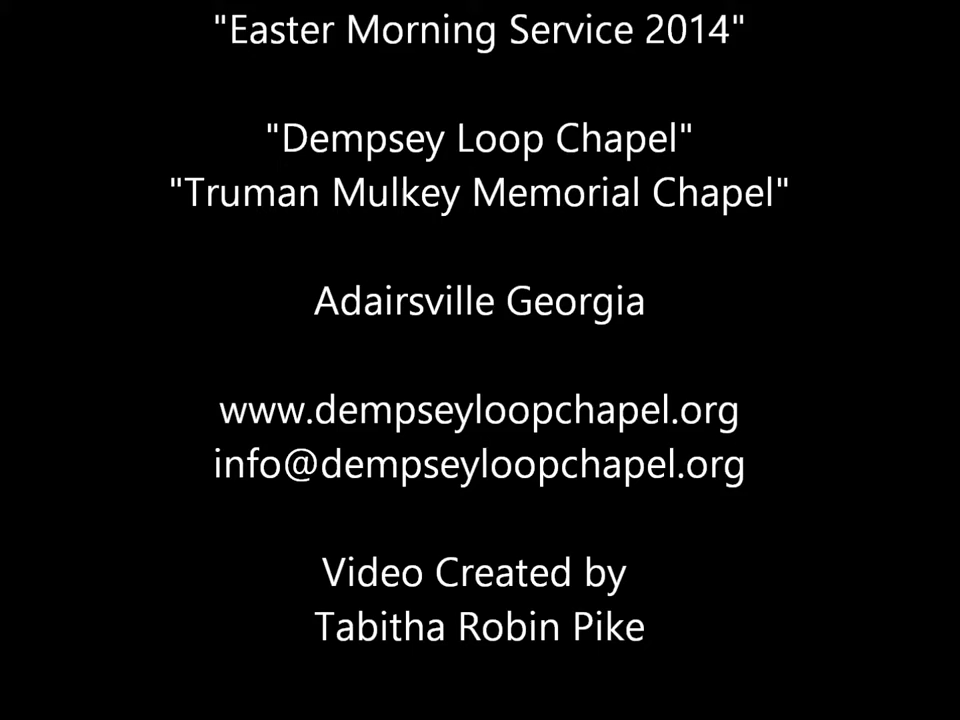 "Easter Morning Service 2014"
"Dempsey Loop Chapel"
"Truman Mulkey Memorial Chapel"
Adairsville Georgia
www.dempseyloopchapel.org
info@dempseyloopchapel.org
Video Created by
Tabitha Robin Pike